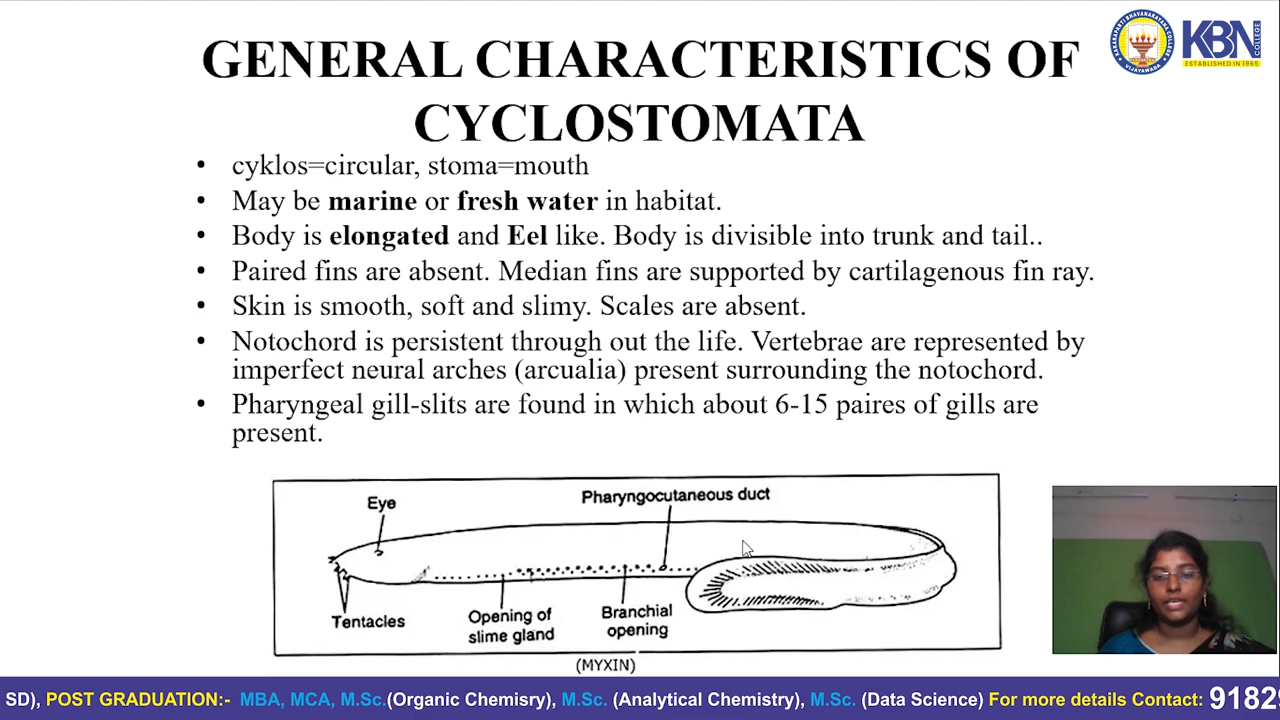 GENERAL CHARACTERISTICS OF
CYCLOSTOMATA
KAKARAPARTI BHAVANARAYANA COLLEGE
VIJAYAWADA
KBN
COLLEGE
ESTABLISHED IN 1965
• cyklos=circular, stoma=mouth
• May be marine or fresh water in habitat.
• Body is elongated and Eel like. Body is divisible into trunk and tail..
• Paired fins are absent. Median fins are supported by cartilagenous fin ray.
• Skin is smooth, soft and slimy. Scales are absent.
• Notochord is persistent through out the life. Vertebrae are represented by
imperfect neural arches (arcualia) present surrounding the notochord.
• Pharyngeal gill-slits are found in which about 6-15 paires of gills are
present.
Eye
Pharyngocutaneous duct
Tentacles
Opening of
slime gland
Branchial
opening
(MYXIN)
SD), POST GRADUATION:- MBA, MCA, M.Sc.(Organic Chemisry), M.Sc. (Analytical Chemistry), M.Sc. (Data Science) For more details Contact: 9182